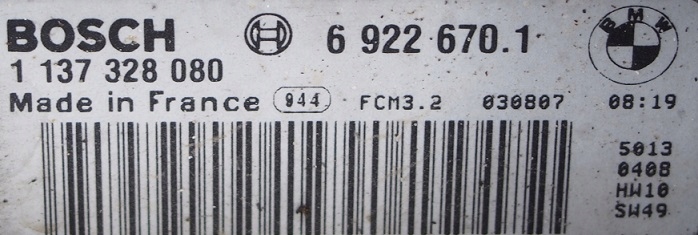 BOSCH 6 922 670.1 BMW
1 137 328 080
Made in France 944 FCM3.2 030807 08:19
5013
0408
HW10
SW49